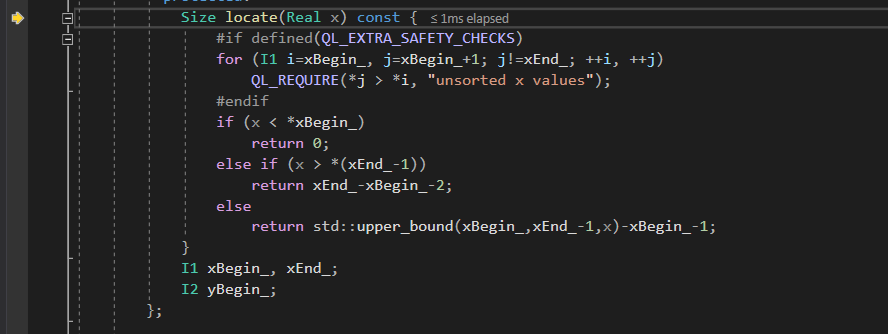 Size locate(Real x) const { ≤1ms elapsed
#if defined(QL_EXTRA_SAFETY_CHECKS)
for (I1 i=xBegin_, j=xBegin_+1; j!=xEnd_; ++i, ++j)
QL_REQUIRE(*j > *i, "unsorted x values");
#endif
if (x < *xBegin_)
return 0;
else if (x > *(xEnd_-1))
return xEnd_-xBegin_-2;
else
return std::upper_bound(xBegin_,xEnd_-1,x)-xBegin_-1;
}
I1 xBegin_, xEnd_;
I2 yBegin_;
};